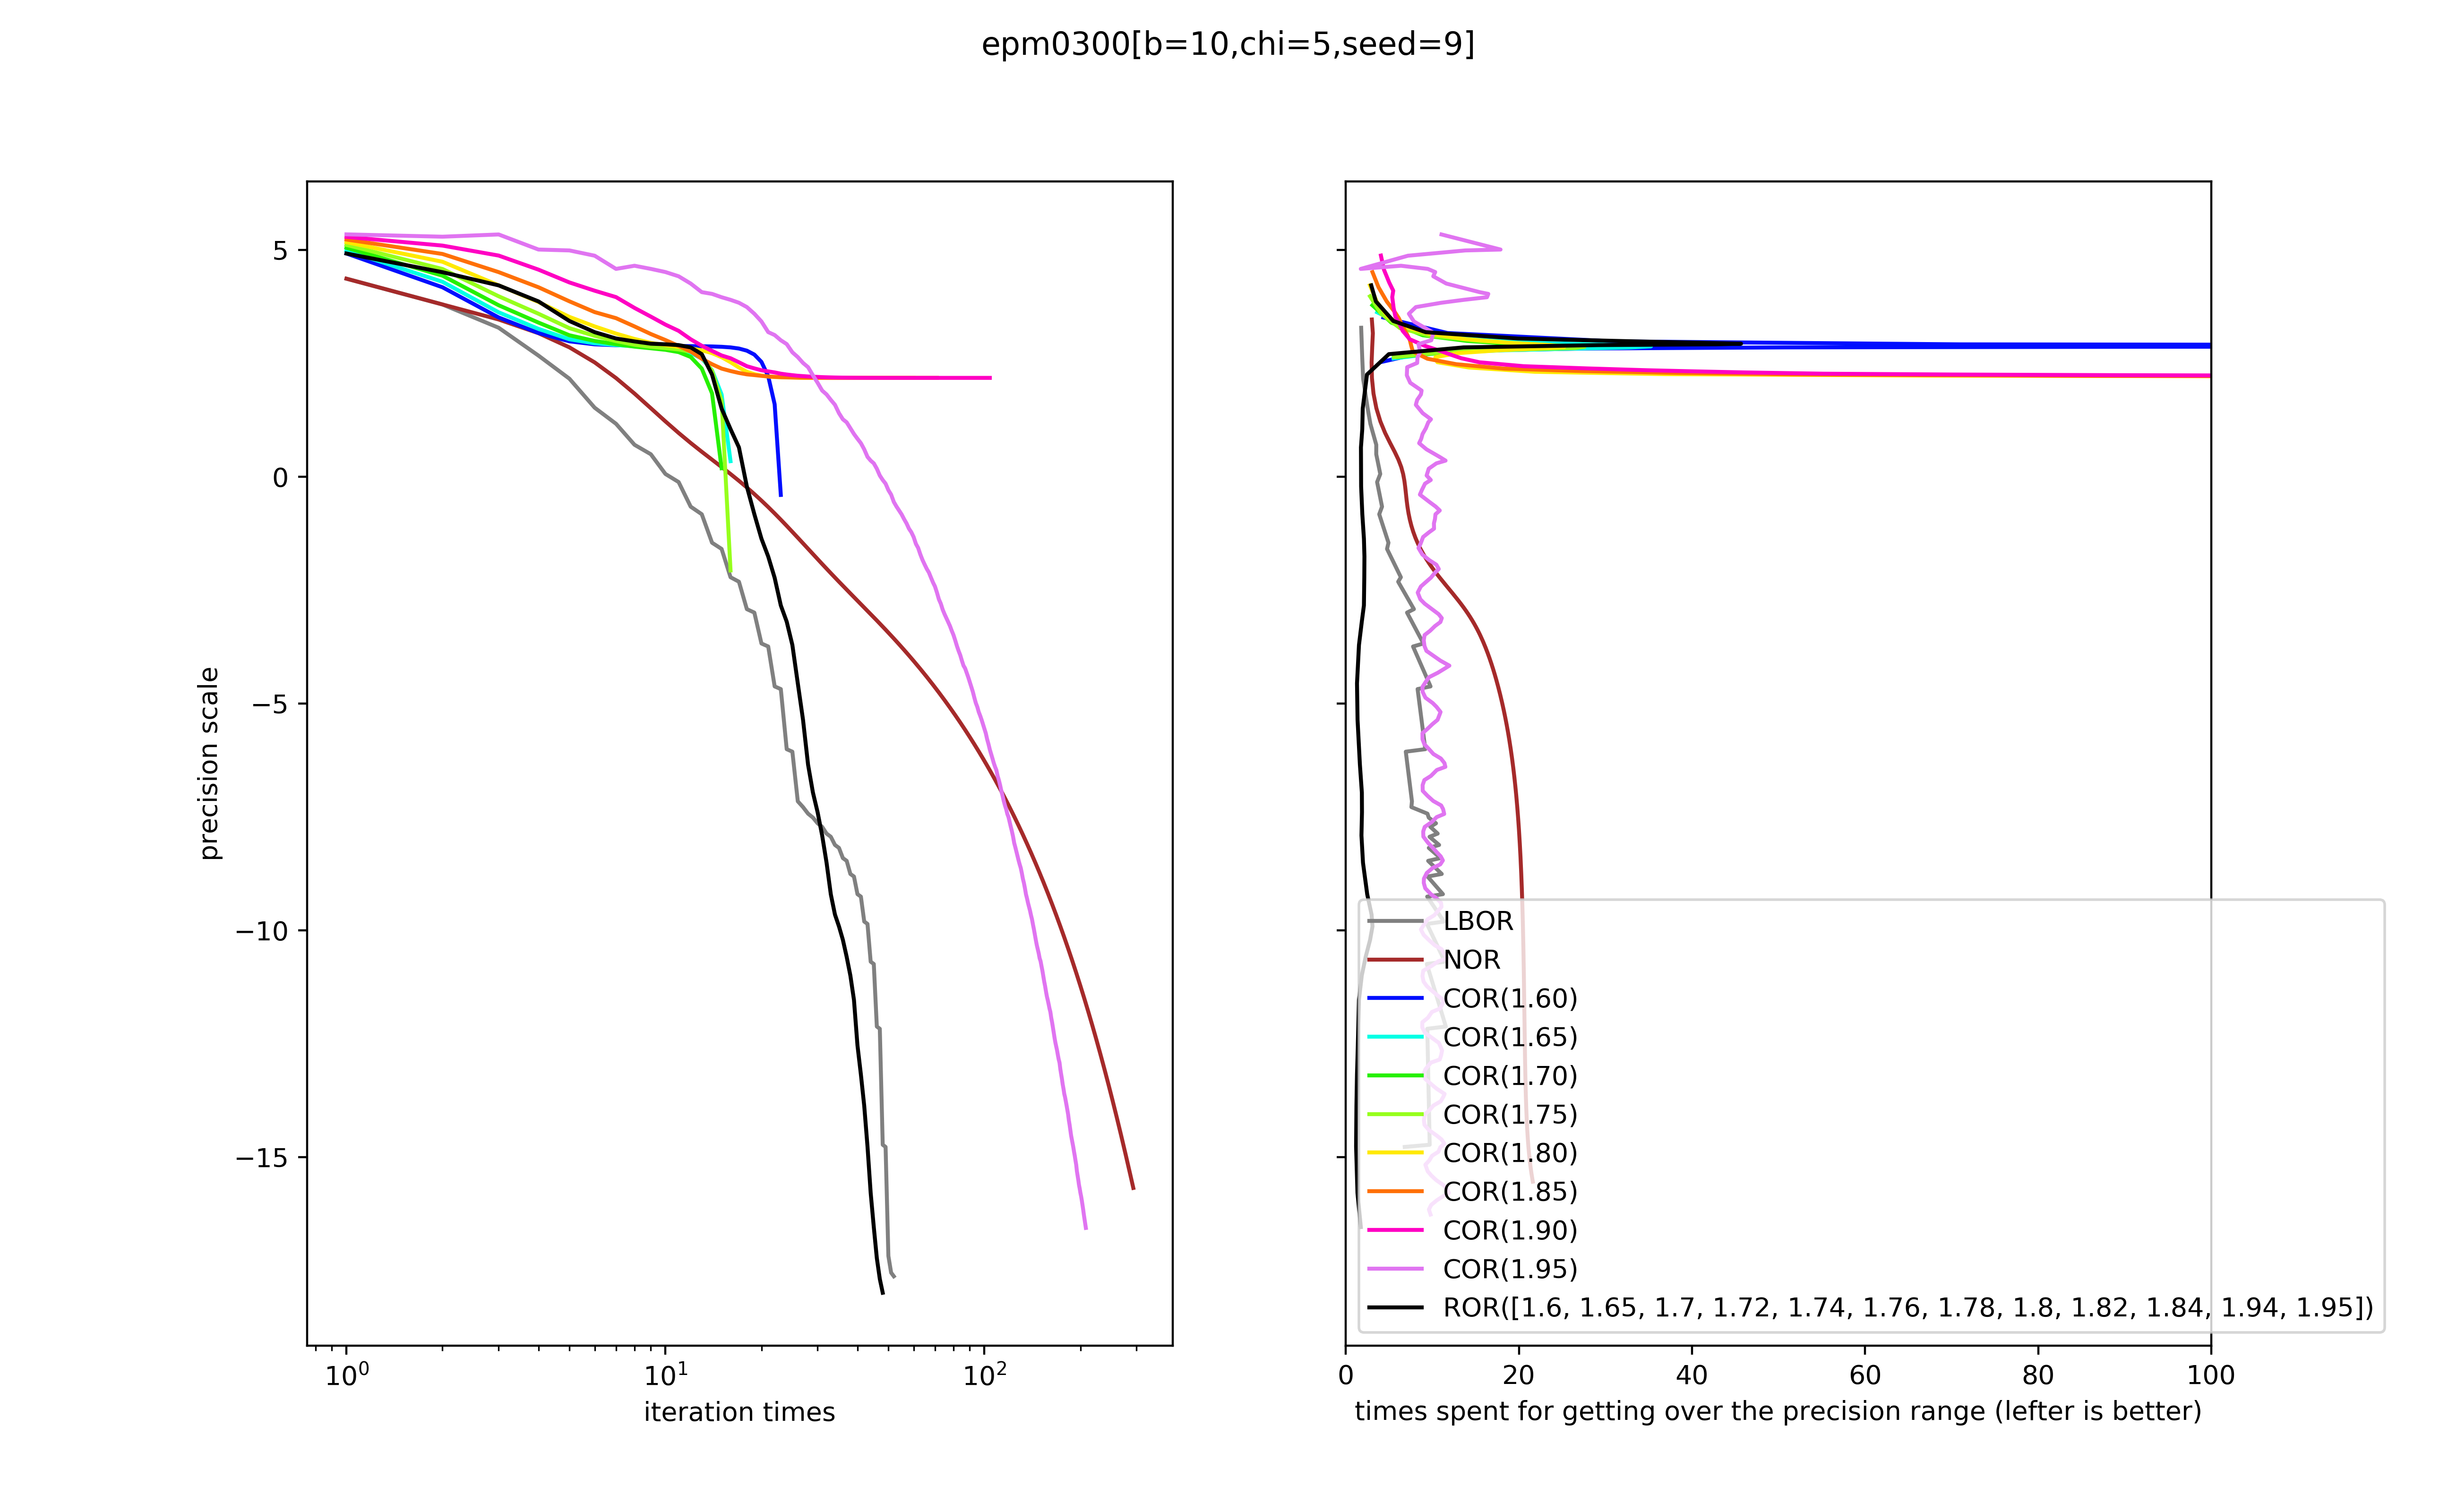 epm0300[b=10,chi=5,seed=9]
precision scale
5
0
−5
−10
−15
10⁰
10¹
10²
iteration times
LBOR
NOR
COR(1.60)
COR(1.65)
COR(1.70)
COR(1.75)
COR(1.80)
COR(1.85)
COR(1.90)
COR(1.95)
ROR([1.6, 1.65, 1.7, 1.72, 1.74, 1.76, 1.78, 1.8, 1.82, 1.84, 1.94, 1.95])
0 20 40 60 80 100
times spent for getting over the precision range (lefter is better)